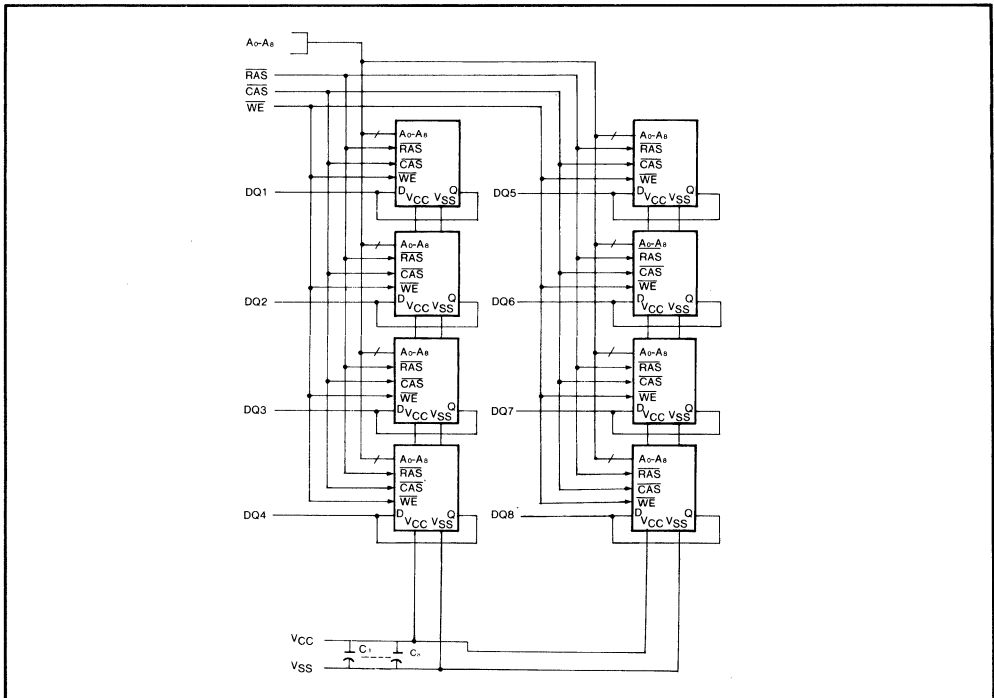 A0-A8
RAS
CAS
WE
A0-A8
RAS
CAS
WE
DQ1
D
VCC VSS
Q
A0-A8
RAS
CAS
WE
DQ2
D
VCC VSS
Q
A0-A8
RAS
CAS
WE
DQ3
D
VCC VSS
Q
A0-A8
RAS
CAS
WE
DQ4
D
VCC VSS
Q
A0-A8
RAS
CAS
WE
DQ5
D
VCC VSS
Q
A0-A8
RAS
CAS
WE
DQ6
D
VCC VSS
Q
A0-A8
RAS
CAS
WE
DQ7
D
VCC VSS
Q
A0-A8
RAS
CAS
WE
DQ8
D
VCC VSS
Q
VCC
C1
Cn
VSS